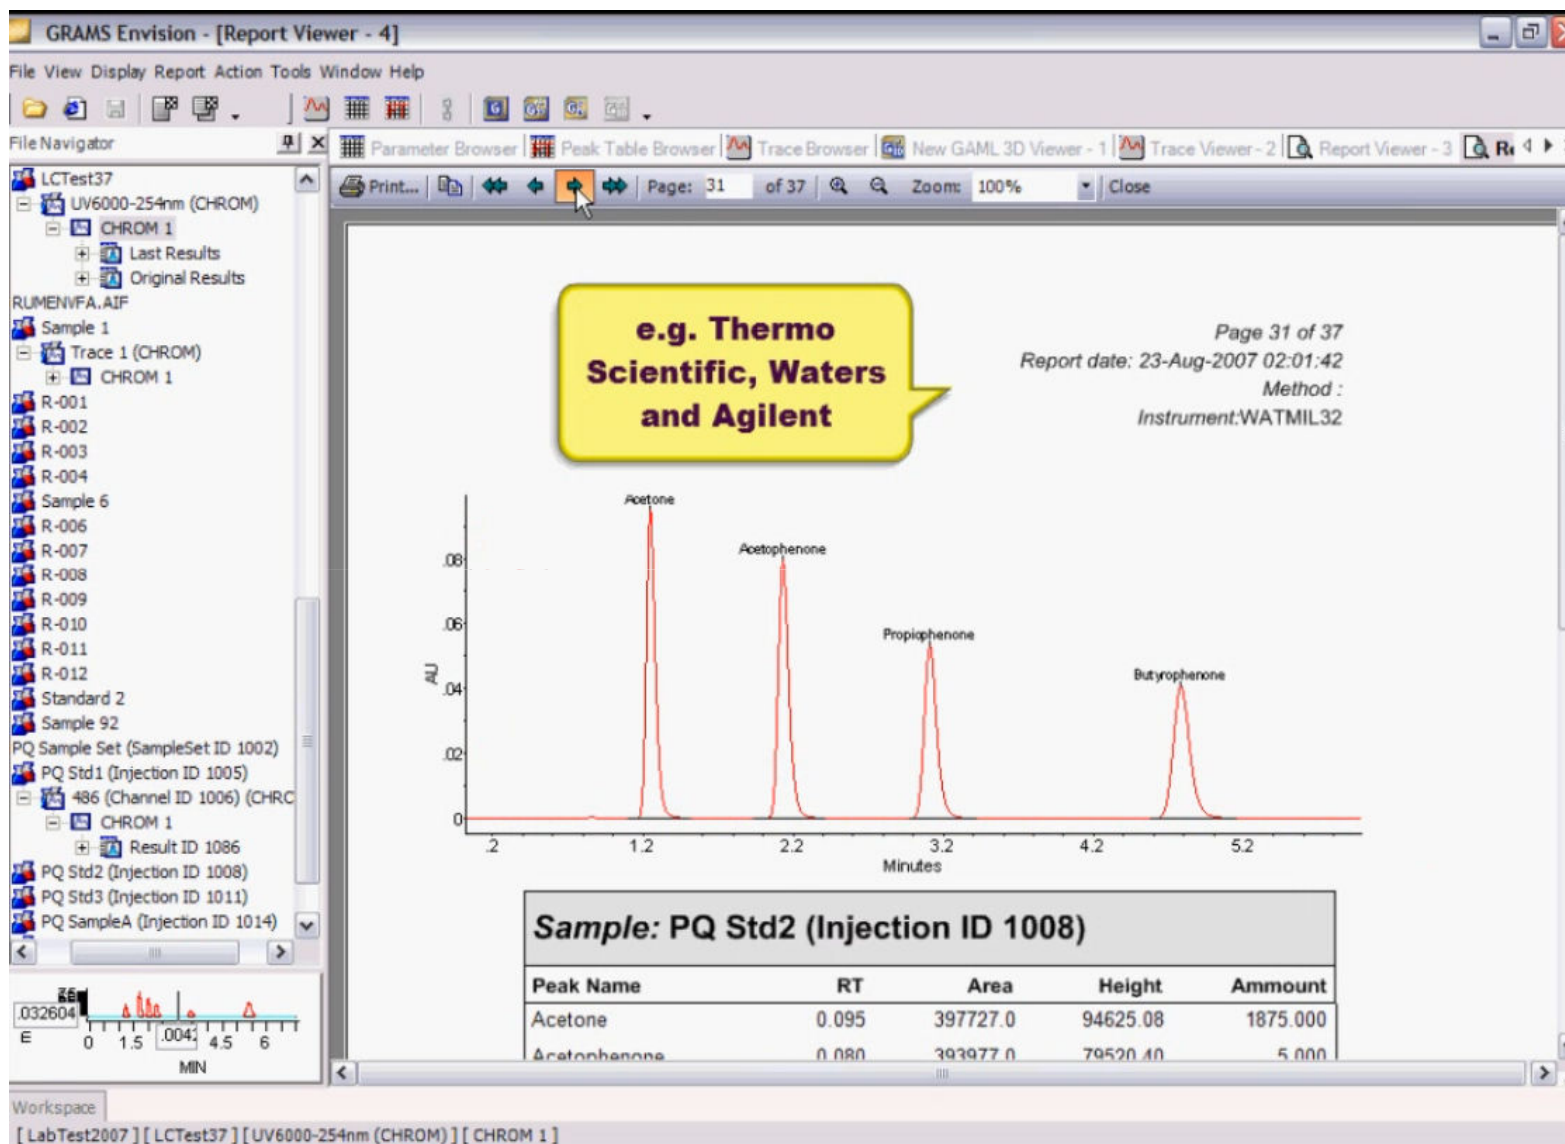 GRAMS Envision - [Report Viewer - 4]
File View Display Report Action Tools Window Help
File Navigator
Parameter Browser Peak Table Browser Trace Browser New GAML 3D Viewer - 1 Trace Viewer - 2 Report Viewer - 3
Print... Page: 31 of 37 Zoom: 100% Close
LCTest37
UV6000-254nm (CHROM)
CHROM 1
Last Results
Original Results
RUMENVFA.AIF
Sample 1
Trace 1 (CHROM)
CHROM 1
R-001
R-002
R-003
R-004
Sample 6
R-006
R-007
R-008
R-009
R-010
R-011
R-012
Standard 2
Sample 92
PQ Sample Set (SampleSet ID 1002)
PQ Std1 (Injection ID 1005)
486 (Channel ID 1006) (CHRC
CHROM 1
Result ID 1086
PQ Std2 (Injection ID 1008)
PQ Std3 (Injection ID 1011)
PQ SampleA (Injection ID 1014)
.032604
E
0 1.5 .004 4.5 6
MIN
e.g. Thermo
Scientific, Waters
and Agilent
Page 31 of 37
Report date: 23-Aug-2007 02:01:42
Method :
Instrument:WATMIL32
Acetone
Acetophenone
Propiophenone
Butyrophenone
.08
.06
AU
.04
.02
0
.2 1.2 2.2 3.2 4.2 5.2
Minutes
Sample: PQ Std2 (Injection ID 1008)
Peak Name RT Area Height Ammount
Acetone 0.095 397727.0 94625.08 1875.000
Acetophenone 0.080 393977.0 79520.40 5.000
Workspace
[ LabTest2007 ] [ LCTest37 ] [ UV6000-254nm (CHROM) ] [ CHROM 1 ]